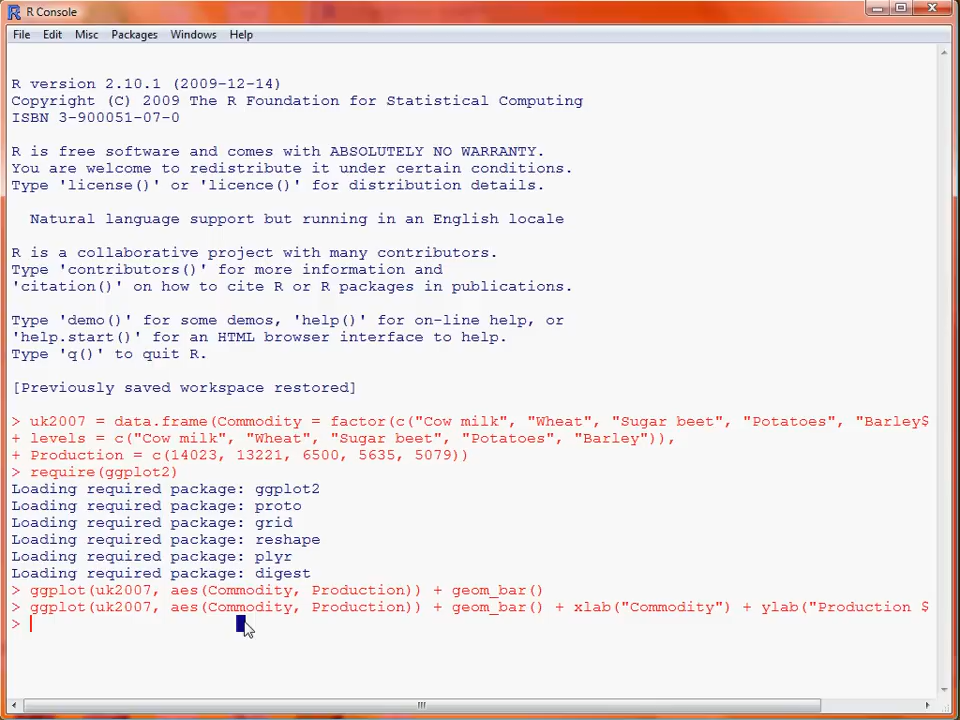 R Console
File Edit Misc Packages Windows Help
R version 2.10.1 (2009-12-14)
Copyright (C) 2009 The R Foundation for Statistical Computing
ISBN 3-900051-07-0
R is free software and comes with ABSOLUTELY NO WARRANTY.
You are welcome to redistribute it under certain conditions.
Type 'license()' or 'licence()' for distribution details.
Natural language support but running in an English locale
R is a collaborative project with many contributors.
Type 'contributors()' for more information and
'citation()' on how to cite R or R packages in publications.
Type 'demo()' for some demos, 'help()' for on-line help, or
'help.start()' for an HTML browser interface to help.
Type 'q()' to quit R.
[Previously saved workspace restored]
> uk2007 = data.frame(Commodity = factor(c("Cow milk", "Wheat", "Sugar beet", "Potatoes", "Barley$
+ levels = c("Cow milk", "Wheat", "Sugar beet", "Potatoes", "Barley")),
+ Production = c(14023, 13221, 6500, 5635, 5079))
> require(ggplot2)
Loading required package: ggplot2
Loading required package: proto
Loading required package: grid
Loading required package: reshape
Loading required package: plyr
Loading required package: digest
> ggplot(uk2007, aes(Commodity, Production)) + geom_bar()
> ggplot(uk2007, aes(Commodity, Production)) + geom_bar() + xlab("Commodity") + ylab("Production $
>